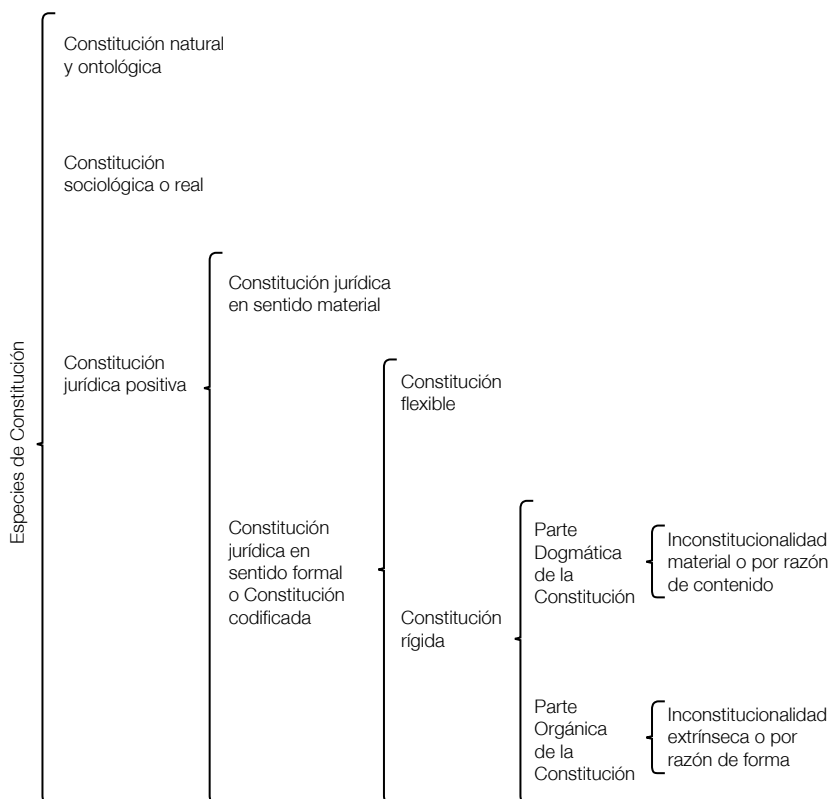 Especies de Constitución
Constitución natural
y ontológica
Constitución
sociológica o real
Constitución
jurídica positiva
Constitución jurídica
en sentido material
Constitución
jurídica en
sentido formal
o Constitución
codificada
Constitución
flexible
Constitución
rígida
Parte
Dogmática
de la
Constitución
Inconstitucionalidad
material o por razón
de contenido
Parte
Orgánica
de la
Constitución
Inconstitucionalidad
extrínseca o por
razón de forma